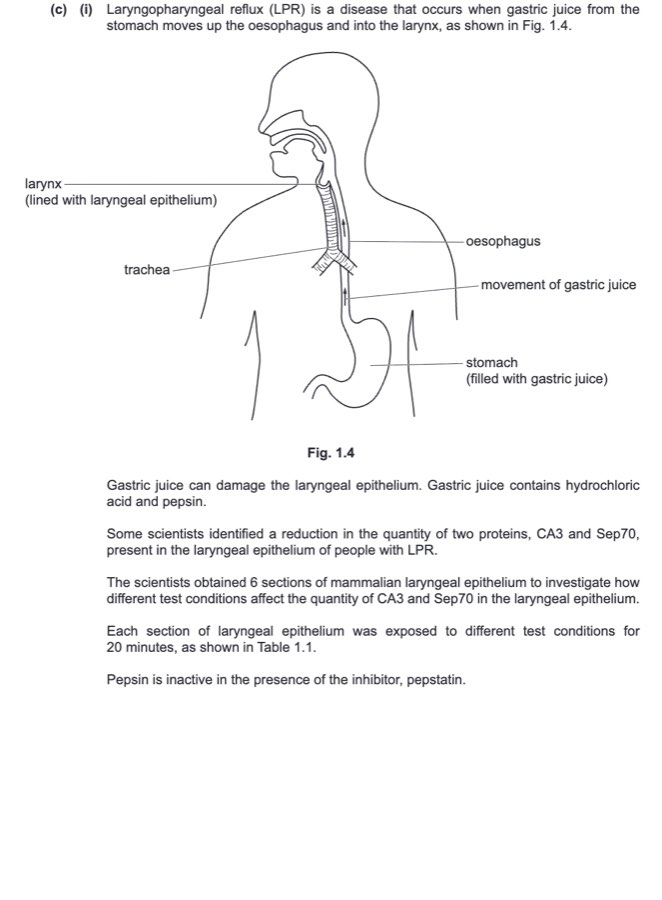 (c) (i) Laryngopharyngeal reflux (LPR) is a disease that occurs when gastric juice from the
stomach moves up the oesophagus and into the larynx, as shown in Fig. 1.4.
larynx
(lined with laryngeal epithelium)
oesophagus
trachea
movement of gastric juice
stomach
(filled with gastric juice)
Fig. 1.4
Gastric juice can damage the laryngeal epithelium. Gastric juice contains hydrochloric
acid and pepsin.
Some scientists identified a reduction in the quantity of two proteins, CA3 and Sep70,
present in the laryngeal epithelium of people with LPR.
The scientists obtained 6 sections of mammalian laryngeal epithelium to investigate how
different test conditions affect the quantity of CA3 and Sep70 in the laryngeal epithelium.
Each section of laryngeal epithelium was exposed to different test conditions for
20 minutes, as shown in Table 1.1.
Pepsin is inactive in the presence of the inhibitor, pepstatin.